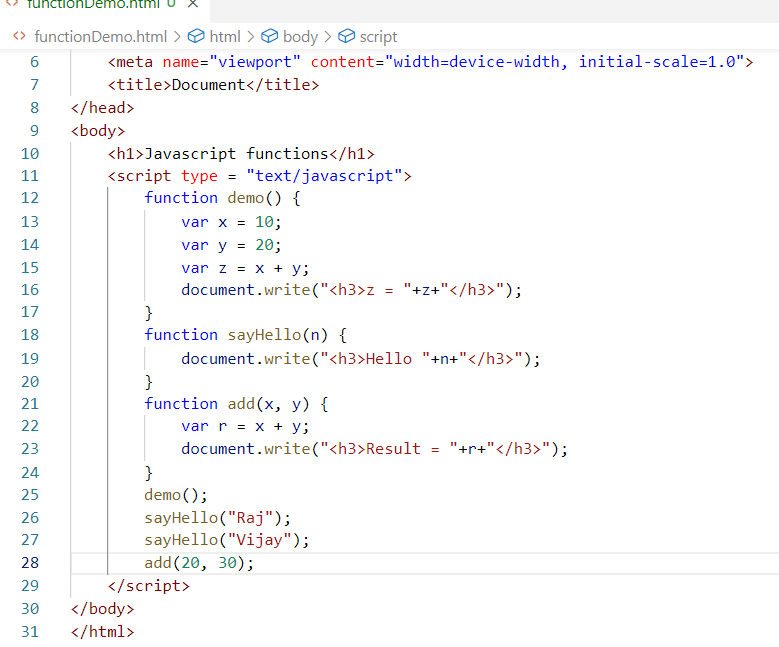 functionDemo.html U ×
<> functionDemo.html > html > body > script
6 <meta name="viewport" content="width=device-width, initial-scale=1.0">
7 <title>Document</title>
8 </head>
9 <body>
10 <h1>Javascript functions</h1>
11 <script type = "text/javascript">
12 function demo() {
13 var x = 10;
14 var y = 20;
15 var z = x + y;
16 document.write("<h3>z = "+z+"</h3>");
17 }
18 function sayHello(n) {
19 document.write("<h3>Hello "+n+"</h3>");
20 }
21 function add(x, y) {
22 var r = x + y;
23 document.write("<h3>Result = "+r+"</h3>");
24 }
25 demo();
26 sayHello("Raj");
27 sayHello("Vijay");
28 add(20, 30);
29 </script>
30 </body>
31 </html>